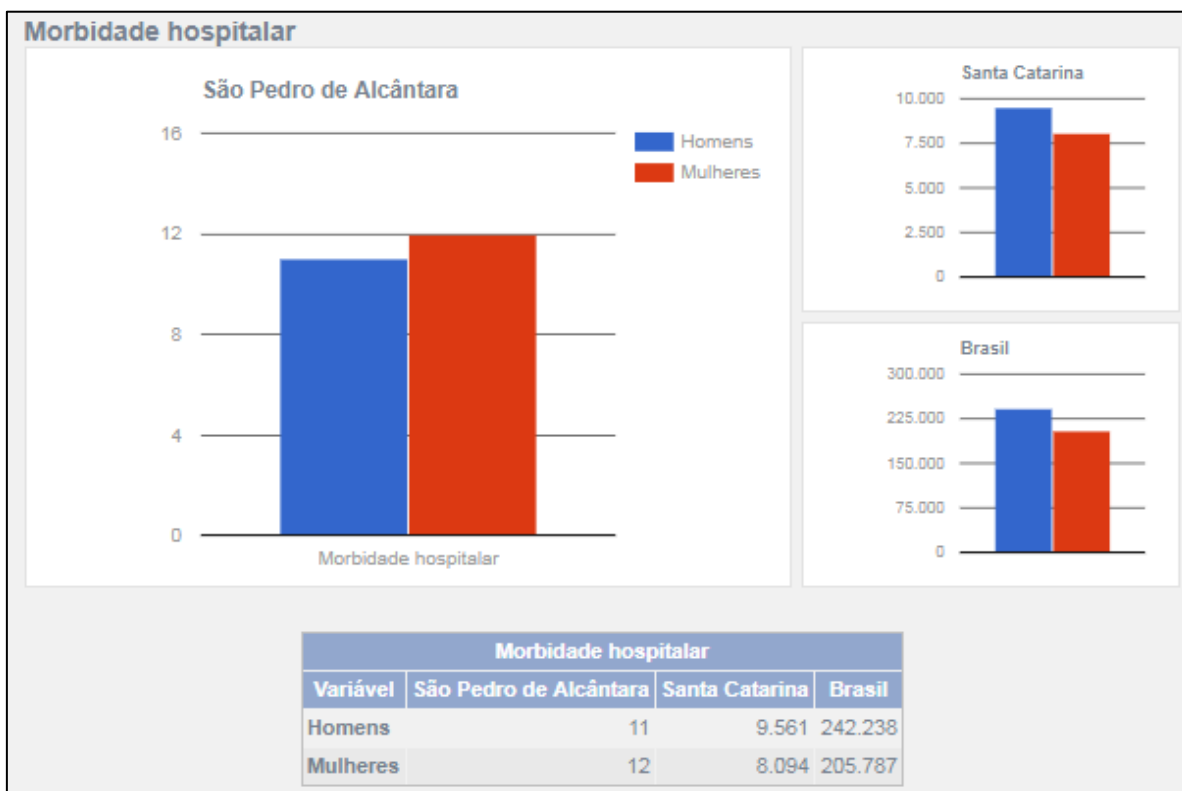 Morbidade hospitalar
São Pedro de Alcântara
16
12
8
4
0
Morbidade hospitalar
Homens
Mulheres
Santa Catarina
10.000
7.500
5.000
2.500
0
Brasil
300.000
225.000
150.000
75.000
0
Morbidade hospitalar
Variável São Pedro de Alcântara Santa Catarina Brasil
Homens 11 9.561 242.238
Mulheres 12 8.094 205.787